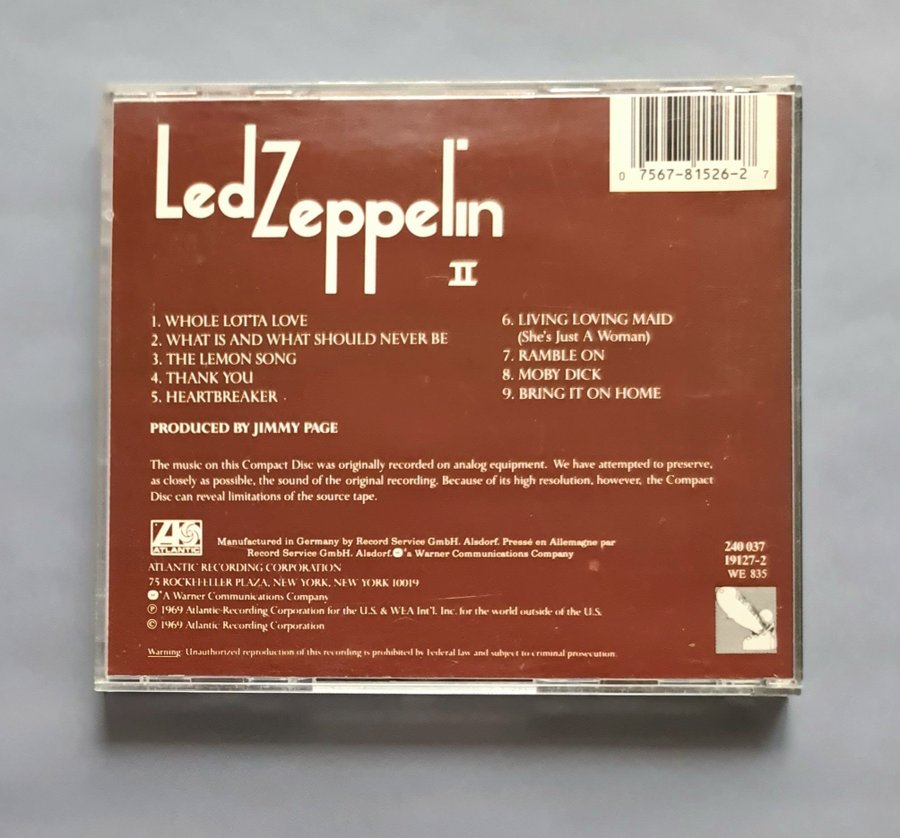 Led Zeppelin
II
0 7567-81526-2 7
1. WHOLE LOTTA LOVE
2. WHAT IS AND WHAT SHOULD NEVER BE
3. THE LEMON SONG
4. THANK YOU
5. HEARTBREAKER
6. LIVING LOVING MAID
(She's Just A Woman)
7. RAMBLE ON
8. MOBY DICK
9. BRING IT ON HOME
PRODUCED BY JIMMY PAGE
The music on this Compact Disc was originally recorded on analog equipment. We have attempted to preserve,
as closely as possible, the sound of the original recording. Because of its high resolution, however, the Compact
Disc can reveal limitations of the source tape.
ATLANTIC
Manufactured in Germany by Record Service GmbH. Alsdorf. Pressé en Allemagne par
Record Service GmbH. Alsdorf. a Warner Communications Company
ATLANTIC RECORDING CORPORATION
75 ROCKEFELLER PLAZA, NEW YORK, NEW YORK 10019
A Warner Communications Company
℗ 1969 Atlantic Recording Corporation for the U.S. & WEA Int'l. Inc. for the world outside of the U.S.
© 1969 Atlantic Recording Corporation
Warning: Unauthorized reproduction of this recording is prohibited by Federal law and subject to criminal prosecution.
240 037
19127-2
WE 835